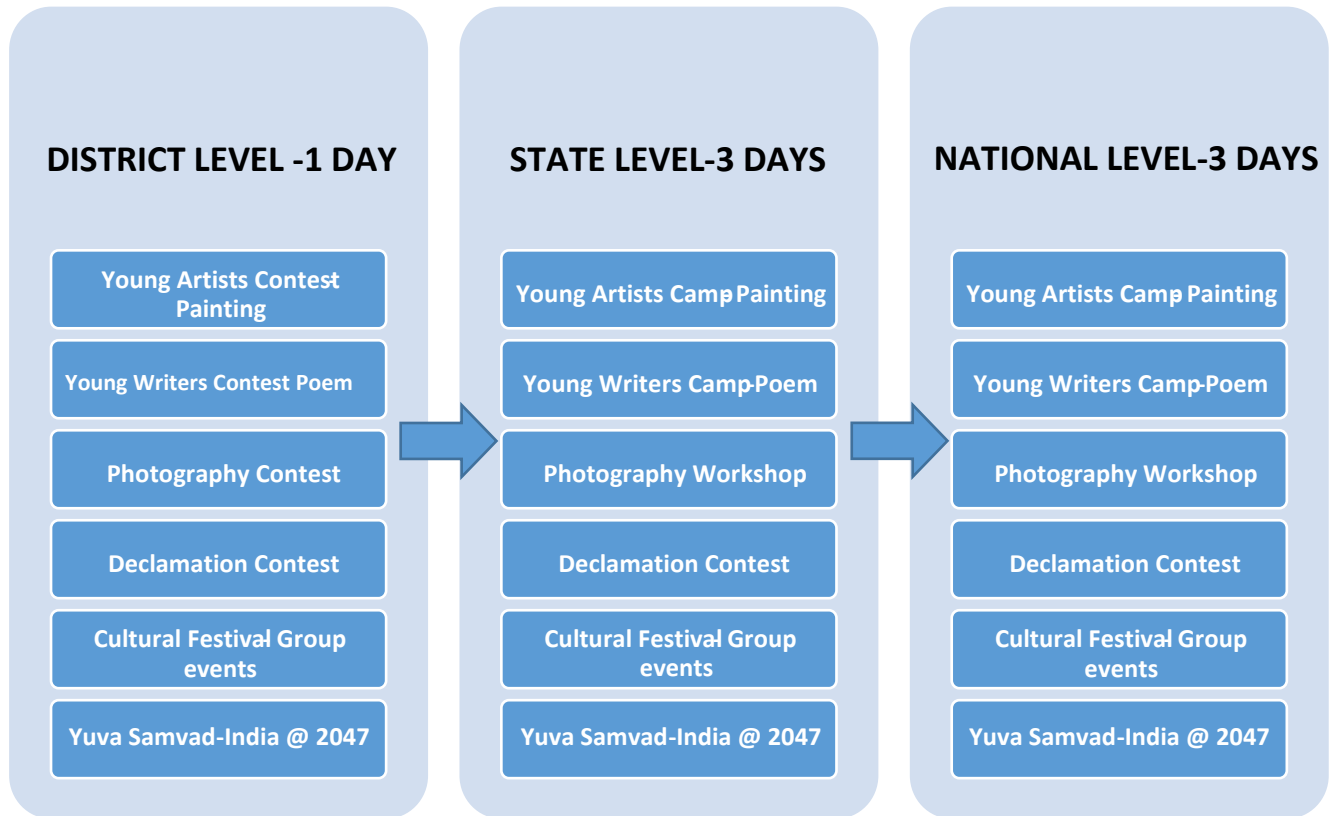 DISTRICT LEVEL -1 DAY
Young Artists Contest-
Painting
Young Writers Contest Poem
Photography Contest
Declamation Contest
Cultural Festival-Group
events
Yuva Samvad-India @ 2047
STATE LEVEL-3 DAYS
Young Artists Camp-Painting
Young Writers Camp-Poem
Photography Workshop
Declamation Contest
Cultural Festival-Group
events
Yuva Samvad-India @ 2047
NATIONAL LEVEL-3 DAYS
Young Artists Camp-Painting
Young Writers Camp-Poem
Photography Workshop
Declamation Contest
Cultural Festival-Group
events
Yuva Samvad-India @ 2047